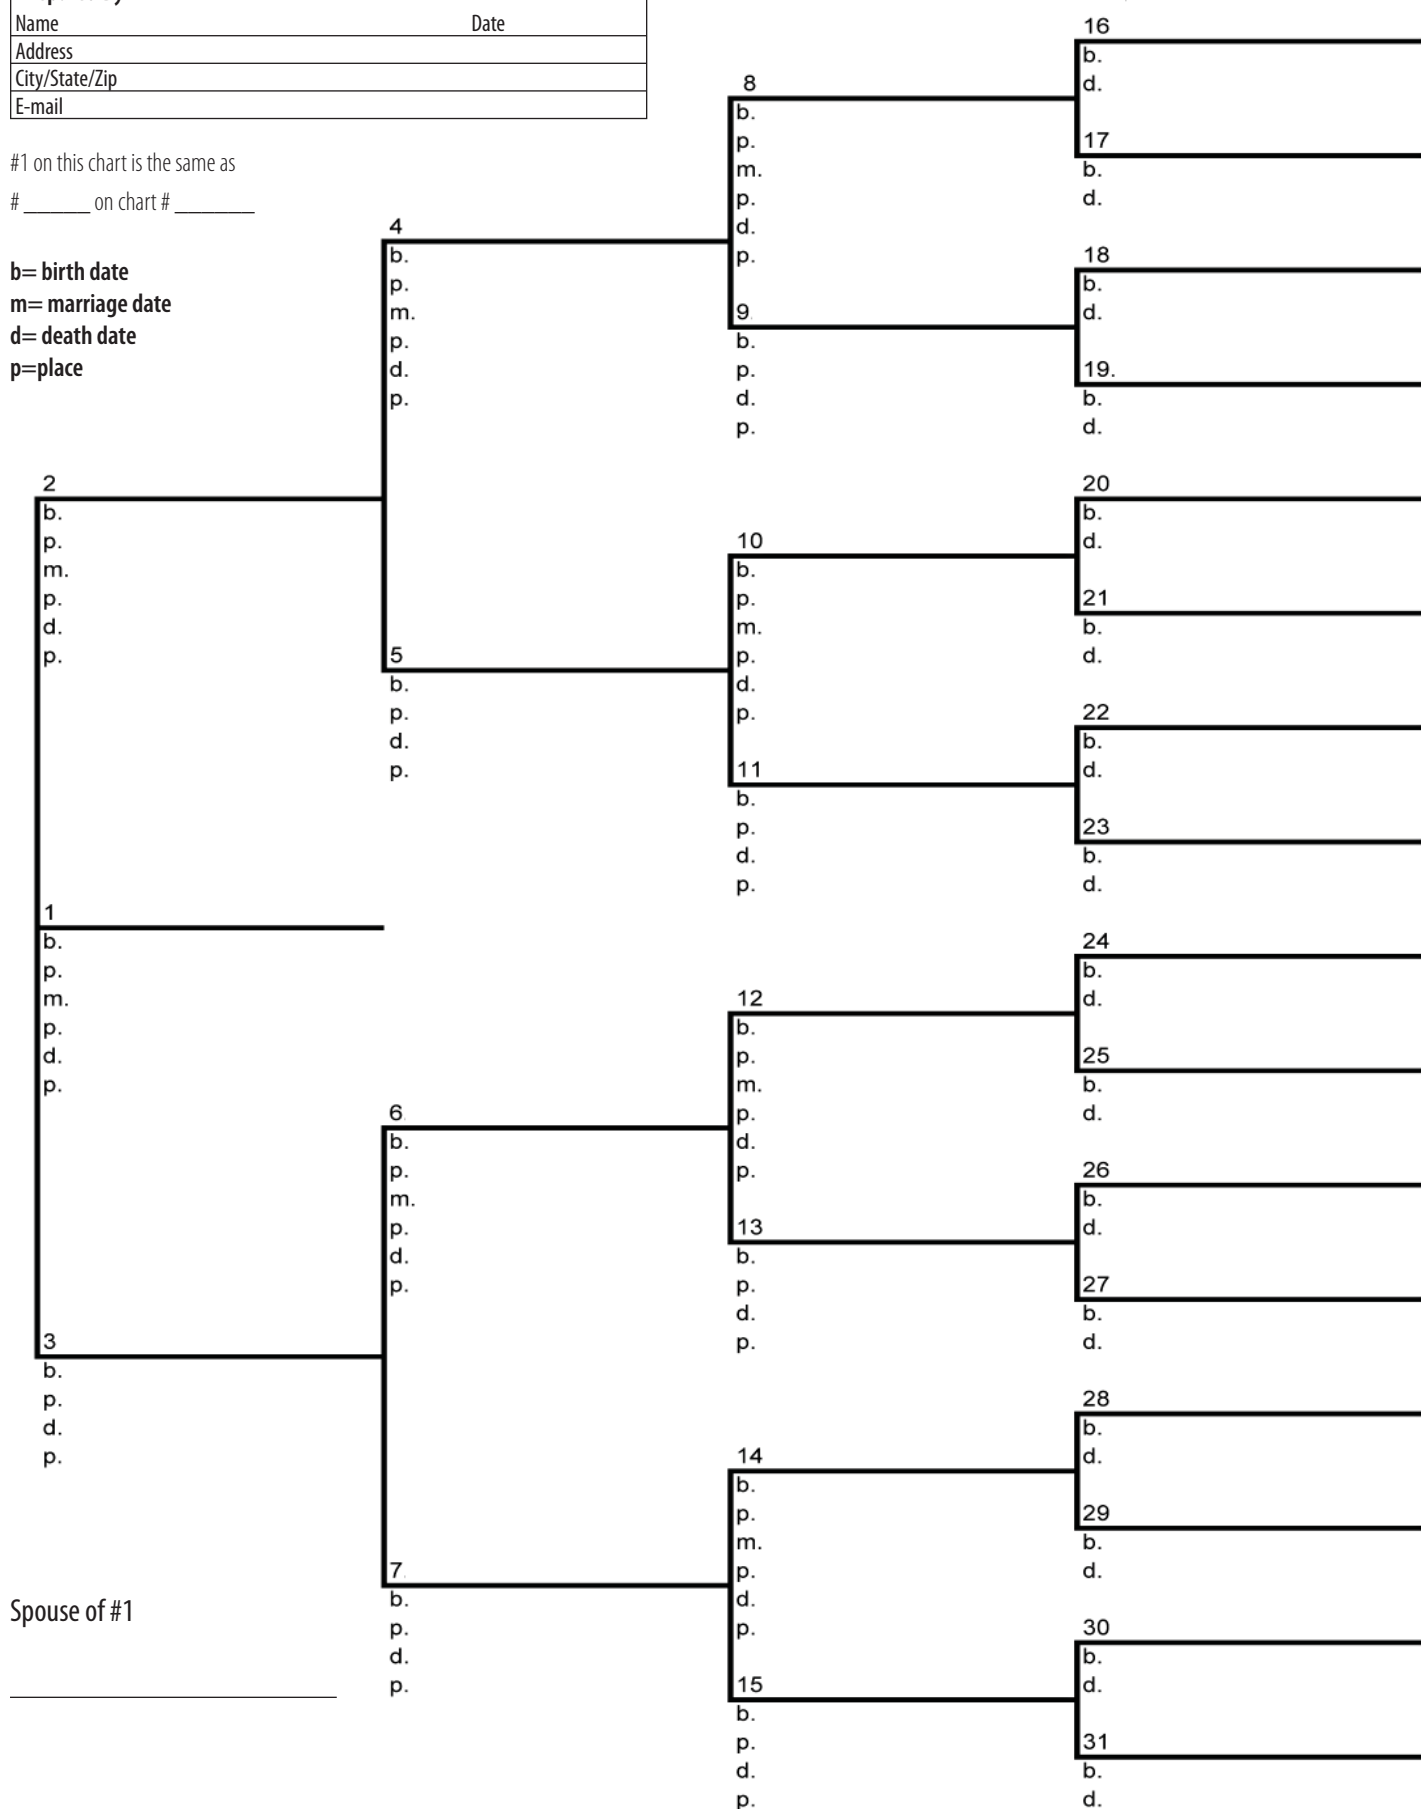 Name Date
Address
City/State/Zip
E-mail
#1 on this chart is the same as
# _____ on chart # ______
b= birth date
m= marriage date
d= death date
p=place
2
b.
p.
m.
p.
d.
p.
1
b.
p.
m.
p.
d.
p.
3
b.
p.
d.
p.
Spouse of #1
4
b.
p.
m.
p.
d.
p.
5
b.
p.
d.
p.
6
b.
p.
m.
p.
d.
p.
7.
b.
p.
d.
p.
8
b.
p.
m.
p.
d.
p.
9.
b.
p.
d.
p.
10
b.
p.
m.
p.
d.
p.
11
b.
p.
d.
p.
12
b.
p.
m.
p.
d.
p.
13
b.
p.
d.
p.
14
b.
p.
m.
p.
d.
p.
15
b.
p.
d.
p.
16
b.
d.
17
b.
d.
18
b.
d.
19.
b.
d.
20
b.
d.
21
b.
d.
22
b.
d.
23
b.
d.
24
b.
d.
25
b.
d.
26
b.
d.
27
b.
d.
28
b.
d.
29
b.
d.
30
b.
d.
31
b.
d.